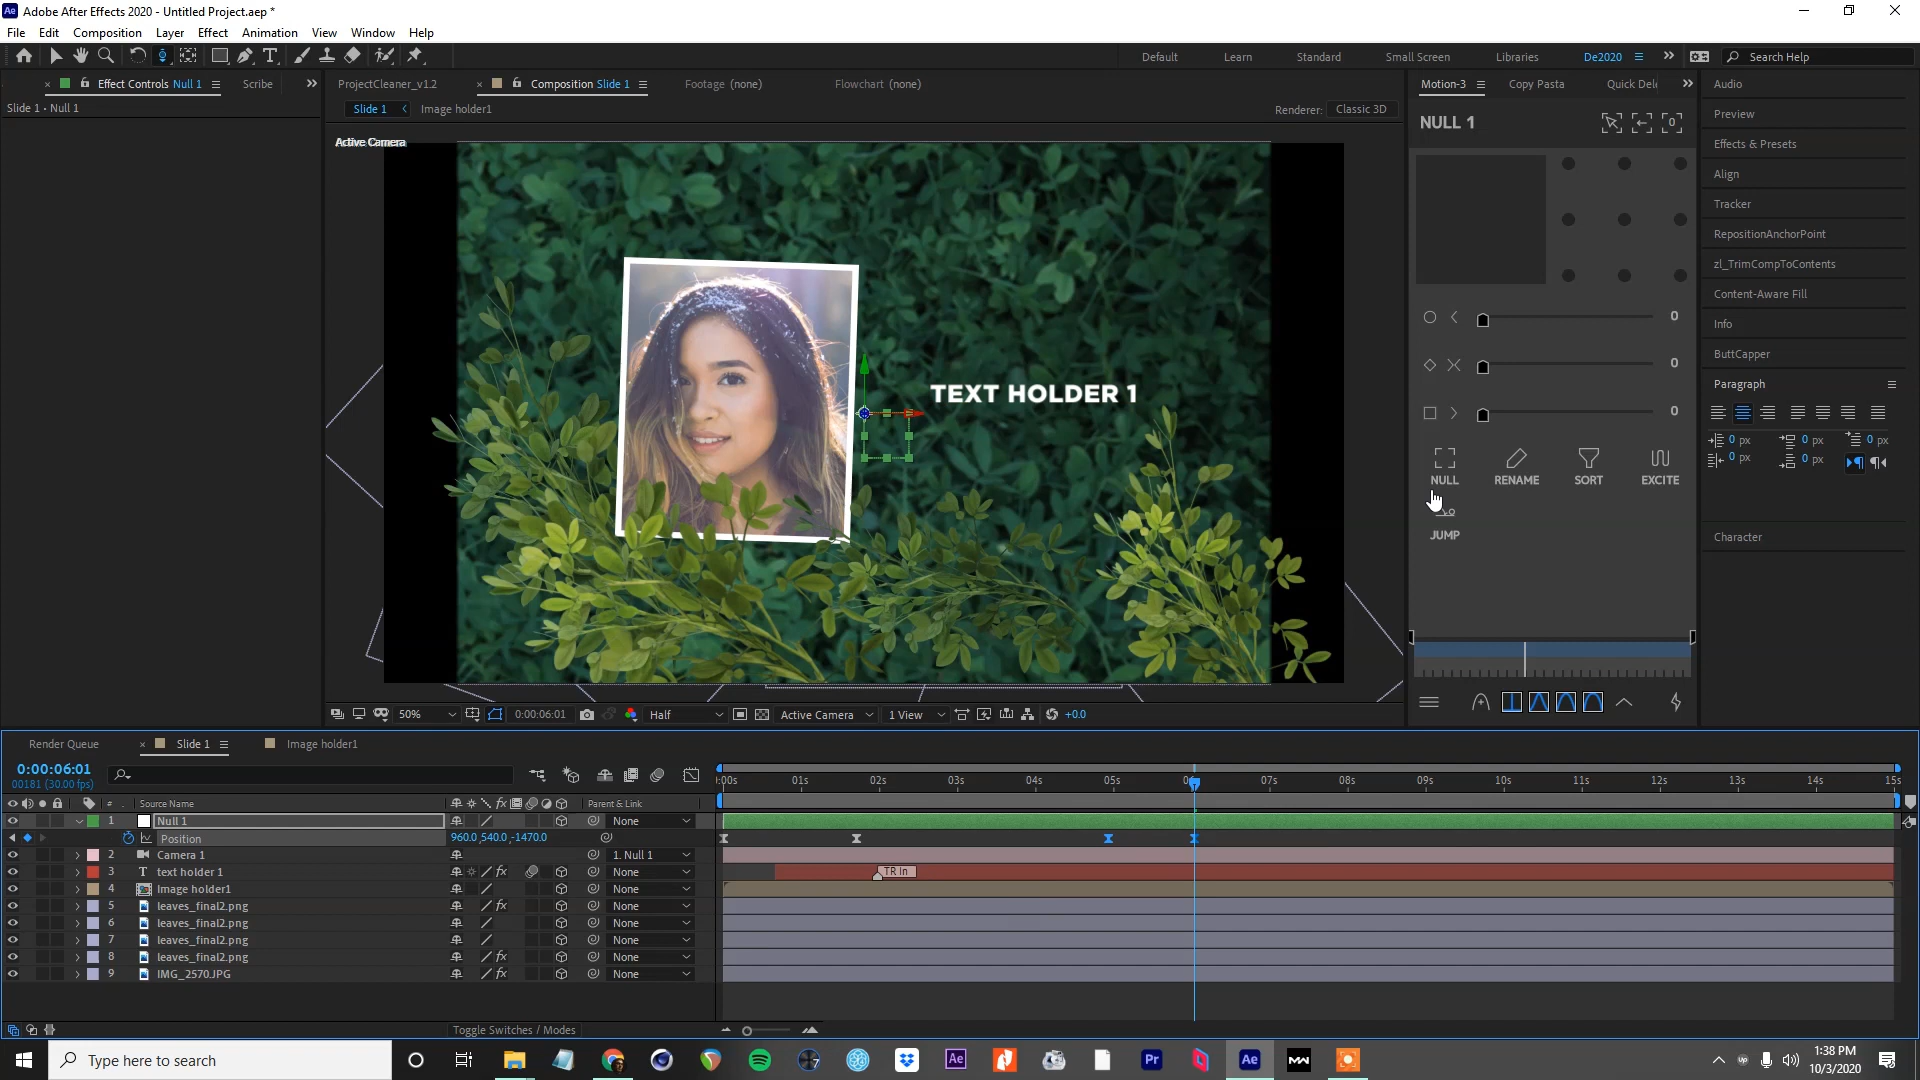 Adobe After Effects 2020 - Untitled Project.aep *
File Edit Composition Layer Effect Animation View Window Help
Default Learn Standard Small Screen Libraries De2020 Search Help
Effect Controls Null 1 Scribe
Slide 1 • Null 1
ProjectCleaner_v1.2 Composition Slide 1 Footage (none) Flowchart (none)
Slide 1 Image holder1
Renderer: Classic 3D
Active Camera
TEXT HOLDER 1
50% 0:00:06:01 Half Active Camera 1 View +0.0
Motion-3 Copy Pasta Quick Del
NULL 1
0
0
0
NULL RENAME SORT EXCITE
JUMP
Audio
Preview
Effects & Presets
Align
Tracker
RepositionAnchorPoint
zl_TrimCompToContents
Content-Aware Fill
Info
ButtCapper
Paragraph
0 px 0 px 0 px
0 px 0 px
Character
Render Queue Slide 1 Image holder1
0:00:06:01
00181 (30.00 fps)
:00s 01s 02s 03s 04s 05s 06s 07s 08s 09s 10s 11s 12s 13s 14s 15s
# Source Name fx Parent & Link
1 Null 1 None
Position 960.0,540.0,-1470.0
2 Camera 1 1. Null 1
3 T text holder 1 fx None TR In
4 Image holder1 None
5 leaves_final2.png fx None
6 leaves_final2.png None
7 leaves_final2.png None
8 leaves_final2.png fx None
9 IMG_2570.JPG fx None
Toggle Switches / Modes
Type here to search
1:38 PM
10/3/2020